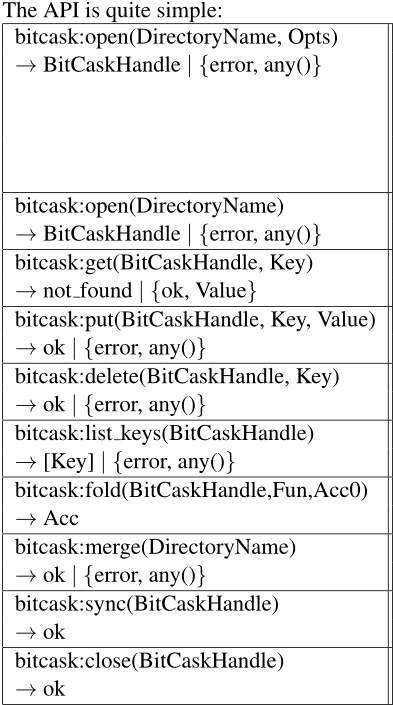 The API is quite simple:
bitcask:open(DirectoryName, Opts)
→ BitCaskHandle | {error, any()}
bitcask:open(DirectoryName)
→ BitCaskHandle | {error, any()}
bitcask:get(BitCaskHandle, Key)
→ not_found | {ok, Value}
bitcask:put(BitCaskHandle, Key, Value)
→ ok | {error, any()}
bitcask:delete(BitCaskHandle, Key)
→ ok | {error, any()}
bitcask:list_keys(BitCaskHandle)
→ [Key] | {error, any()}
bitcask:fold(BitCaskHandle,Fun,Acc0)
→ Acc
bitcask:merge(DirectoryName)
→ ok | {error, any()}
bitcask:sync(BitCaskHandle)
→ ok
bitcask:close(BitCaskHandle)
→ ok